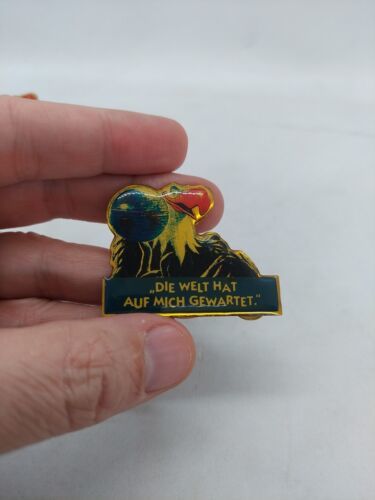 „DIE WELT HAT
AUF MICH GEWARTET.“